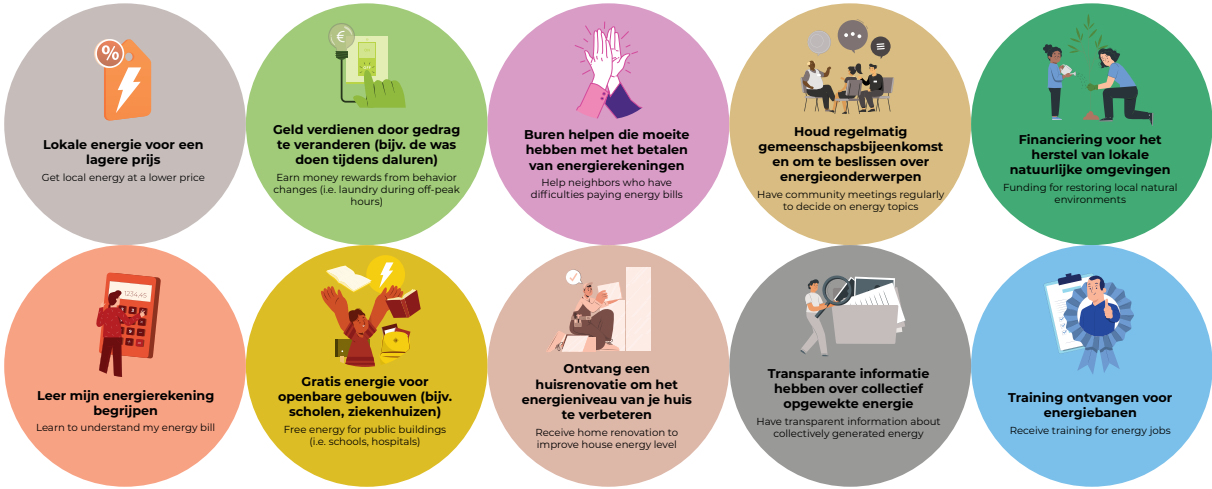 %
Lokale energie voor een
lagere prijs
Get local energy at a lower price
€
Geld verdienen door gedrag
te veranderen (bijv. de was
doen tijdens daluren)
Earn money rewards from behavior
changes (i.e. laundry during off-peak
hours)
Buren helpen die moeite
hebben met het betalen
van energierekeningen
Help neighbors who have
difficulties paying energy bills
Houd regelmatig
gemeenschapsbijeenkomst
en om te beslissen over
energieonderwerpen
Have community meetings regularly
to decide on energy topics
Financiering voor het
herstel van lokale
natuurlijke omgevingen
Funding for restoring local natural
environments
1234,45
Leer mijn energierekening
begrijpen
Learn to understand my energy bill
Gratis energie voor
openbare gebouwen (bijv.
scholen, ziekenhuizen)
Free energy for public buildings
(i.e. schools, hospitals)
Ontvang een
huisrenovatie om het
energieniveau van je huis
te verbeteren
Receive home renovation to
improve house energy level
Transparante informatie
hebben over collectief
opgewekte energie
Have transparent information about
collectively generated energy
Training ontvangen voor
energiebanen
Receive training for energy jobs